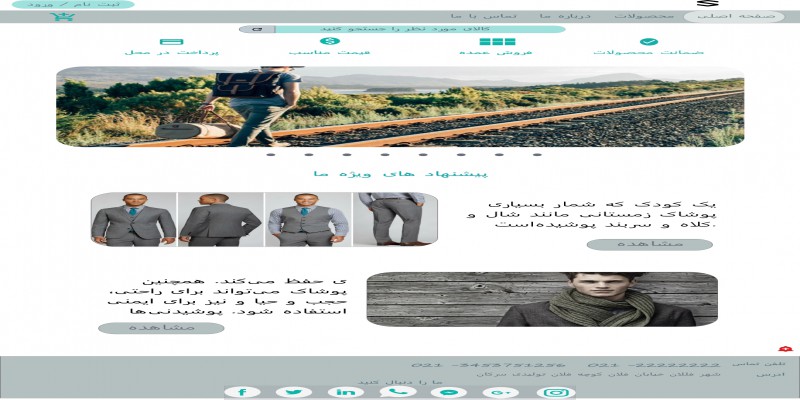 ثبت نام / ورود
صفحه اصلی
محصولات
درباره ما
تماس با ما
کالای مورد نظر را جستجو کنید
ضمانت محصولات
فروش عمده
قیمت مناسب
پرداخت در محل
پیشنهاد های ویژه ما
یک کودک که شمار بسیاری
پوشاک زمستانی مانند شال و
کلاه و سربند پوشیده‌است.
مشاهده
ی حفظ می‌کند. همچنین
پوشاک می‌تواند برای راحتی،
حجب و حیا و نیز برای ایمنی
استفاده شود. پوشیدنی‌ها
مشاهده
تلفن تماس 021 -22222222 021 -3455751256
آدرس شهر فلان خیابان فلان کوچه فلان تولیدی سرکان
ما را دنبال کنید